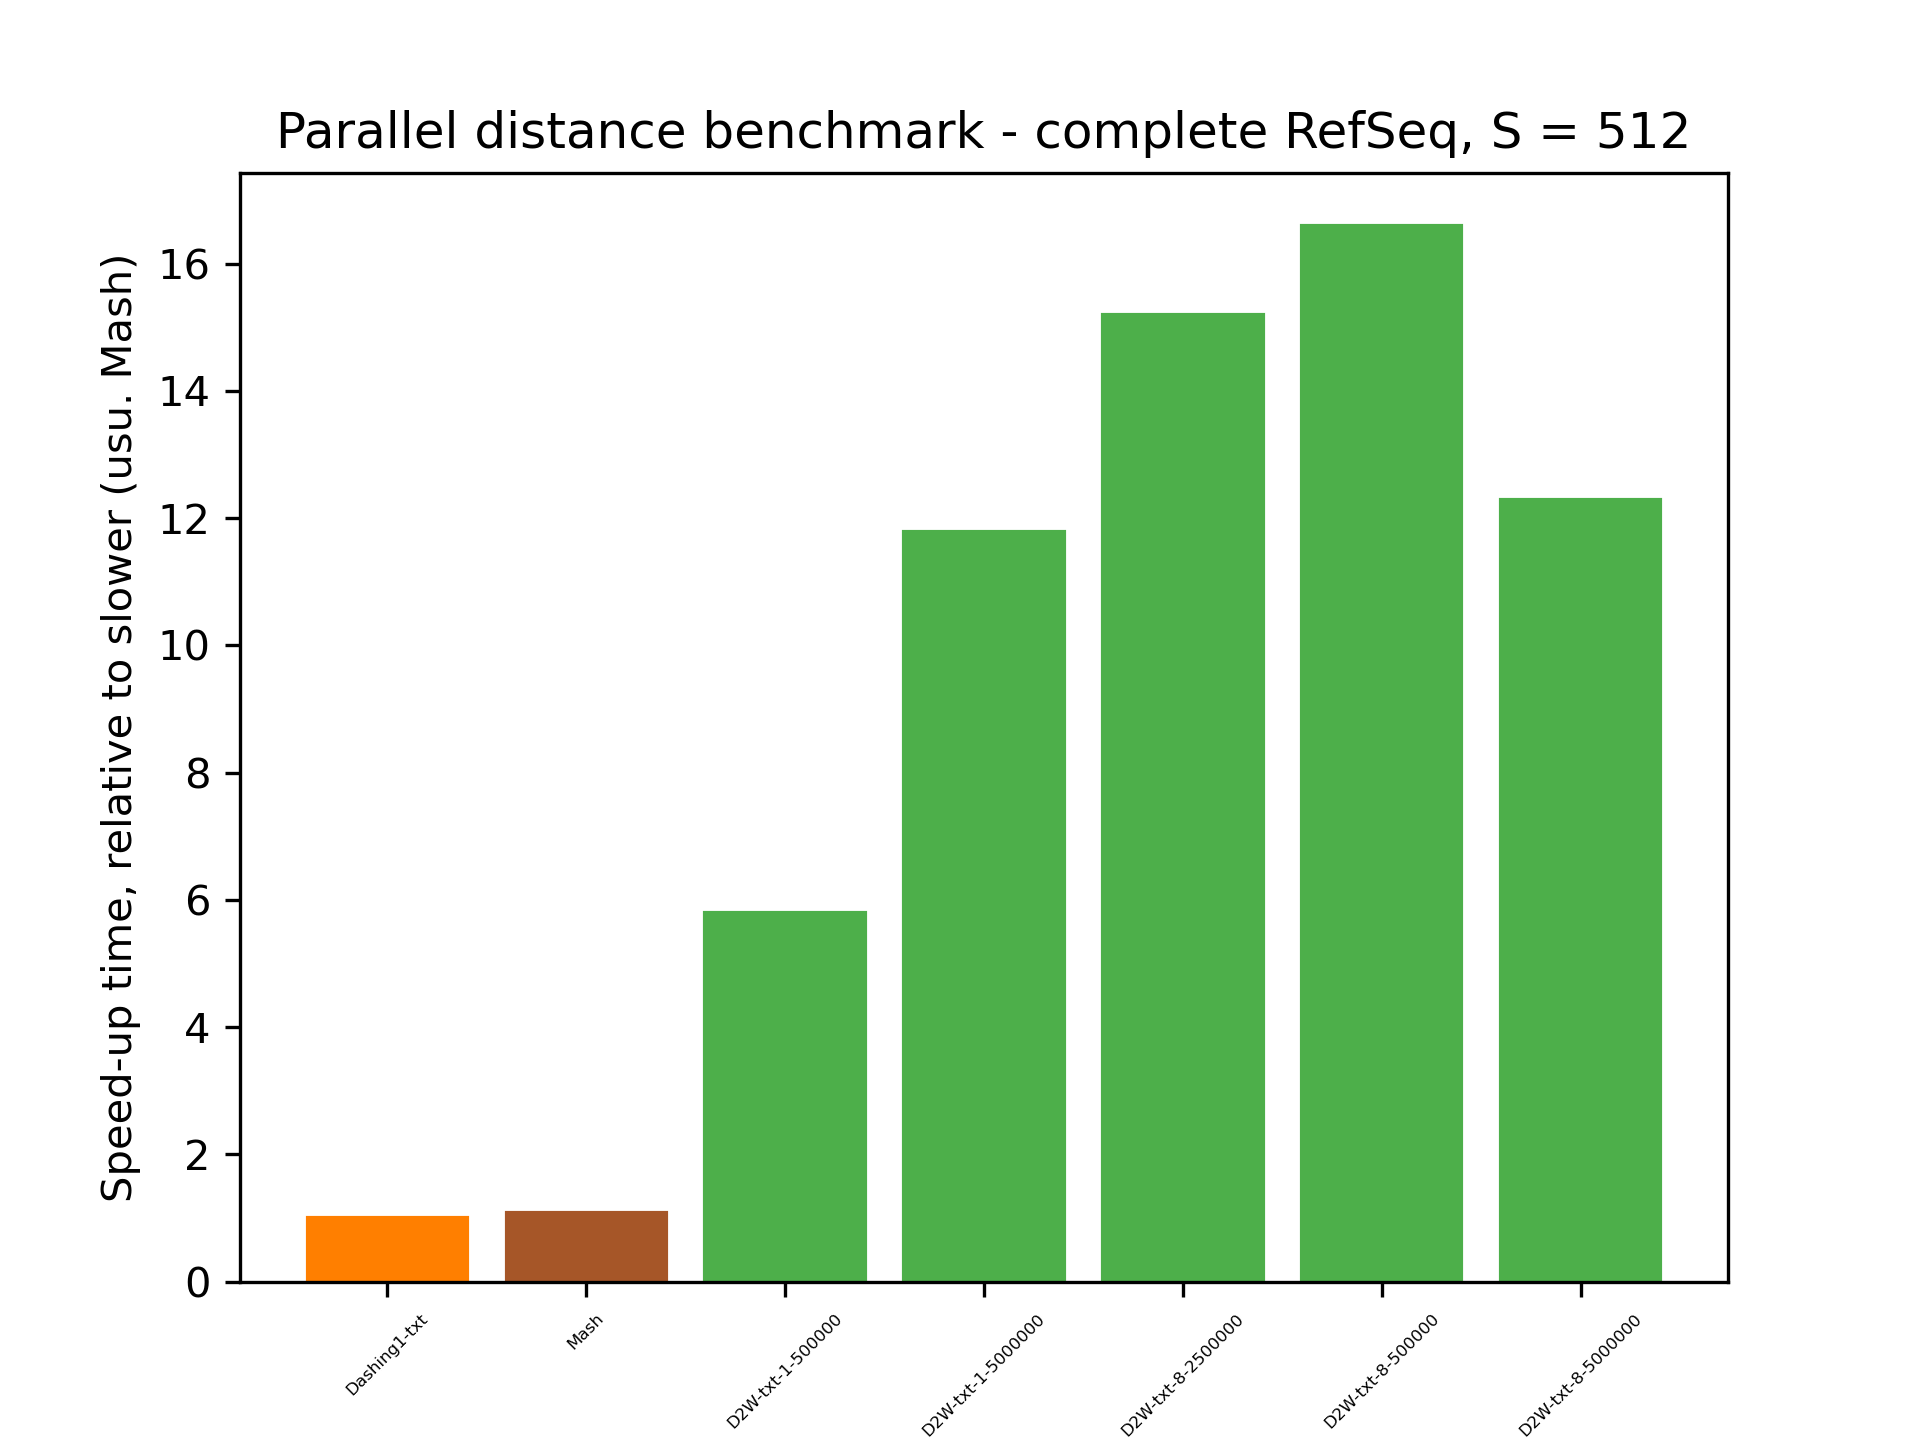 Parallel distance benchmark - complete RefSeq, S = 512
Speed-up time, relative to slower (usu. Mash)
16
14
12
10
8
6
4
2
0
Dashing1-txt
Mash
D2W-txt-1-500000
D2W-txt-1-5000000
D2W-txt-8-2500000
D2W-txt-8-500000
D2W-txt-8-5000000